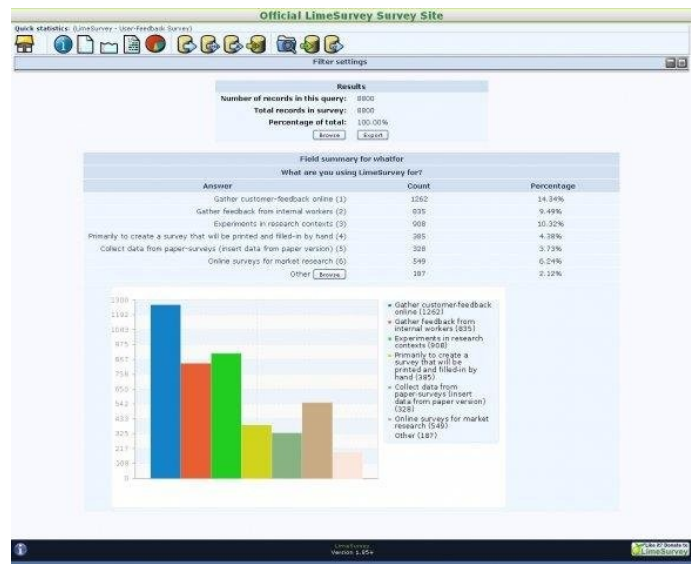 Official LimeSurvey Survey Site
Quick statistics: (LimeSurvey - User-Feedback Survey)
Filter settings
Results
Number of records in this query: 8800
Total records in survey: 8800
Percentage of total: 100.00%
Browse Export
Field summary for whatfor
What are you using LimeSurvey for?
Answer Count Percentage
Gather customer-feedback online (1) 1262 14.34%
Gather feedback from internal workers (2) 835 9.49%
Experiments in research contexts (3) 908 10.32%
Primarily to create a survey that will be printed and filled-in by hand (4) 385 4.38%
Collect data from paper-surveys (insert data from paper version) (5) 328 3.73%
Online surveys for market research (6) 549 6.24%
Other Browse 187 2.12%
1300
1192
1083
975
867
758
650
542
433
325
217
108
0
Gather customer-feedback
online (1262)
Gather feedback from
internal workers (835)
Experiments in research
contexts (908)
Primarily to create a
survey that will be
printed and filled-in by
hand (385)
Collect data from
paper-surveys (insert
data from paper version)
(328)
Online surveys for market
research (549)
Other (187)
LimeSurvey
Version 1.85+
Like it? Donate to
LimeSurvey